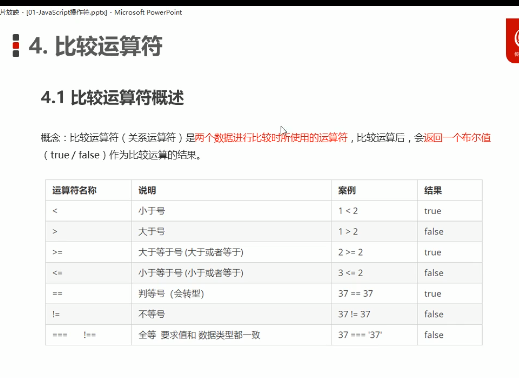 片放映 - [01-JavaScript操作符.pptx] - Microsoft PowerPoint
4. 比较运算符
4.1 比较运算符概述
概念：比较运算符（关系运算符）是两个数据进行比较时所使用的运算符，比较运算后，会返回一个布尔值
（true / false）作为比较运算的结果。
运算符名称 说明 案例 结果
< 小于号 1 < 2 true
> 大于号 1 > 2 false
>= 大于等于号 (大于或者等于) 2 >= 2 true
<= 小于等于号 (小于或者等于) 3 <= 2 false
== 判等号（会转型） 37 == 37 true
!= 不等号 37 != 37 false
=== !== 全等 要求值和 数据类型都一致 37 === '37' false